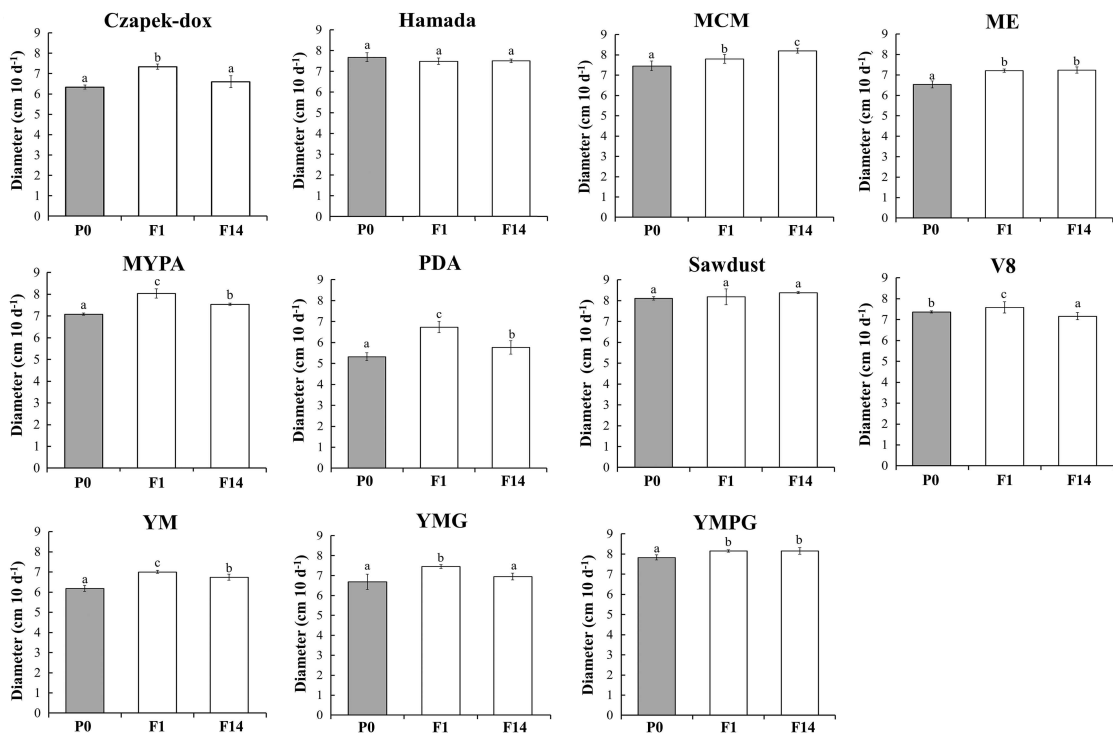 Czapek-dox
Diameter (cm 10 d-1)
9
8
7
6
5
4
3
2
1
0
a
b
a
P0
F1
F14
Hamada
Diameter (cm 10 d-1)
9
8
7
6
5
4
3
2
1
0
a
a
a
P0
F1
F14
MCM
Diameter (cm 10 d-1)
9
8
7
6
5
4
3
2
1
0
a
b
c
P0
F1
F14
ME
Diameter (cm 10 d-1)
9
8
7
6
5
4
3
2
1
0
a
b
b
P0
F1
F14
MYPA
Diameter (cm 10 d-1)
9
8
7
6
5
4
3
2
1
0
a
c
b
P0
F1
F14
PDA
Diameter (cm 10 d-1)
9
8
7
6
5
4
3
2
1
0
a
c
b
P0
F1
F14
Sawdust
Diameter (cm 10 d-1)
9
8
7
6
5
4
3
2
1
0
a
a
a
P0
F1
F14
V8
Diameter (cm 10 d-1)
9
8
7
6
5
4
3
2
1
0
b
c
a
P0
F1
F14
YM
Diameter (cm 10 d-1)
9
8
7
6
5
4
3
2
1
0
a
c
b
P0
F1
F14
YMG
Diameter (cm 10 d-1)
9
8
7
6
5
4
3
2
1
0
a
b
a
P0
F1
F14
YMPG
Diameter (cm 10 d-1)
9
8
7
6
5
4
3
2
1
0
a
b
b
P0
F1
F14